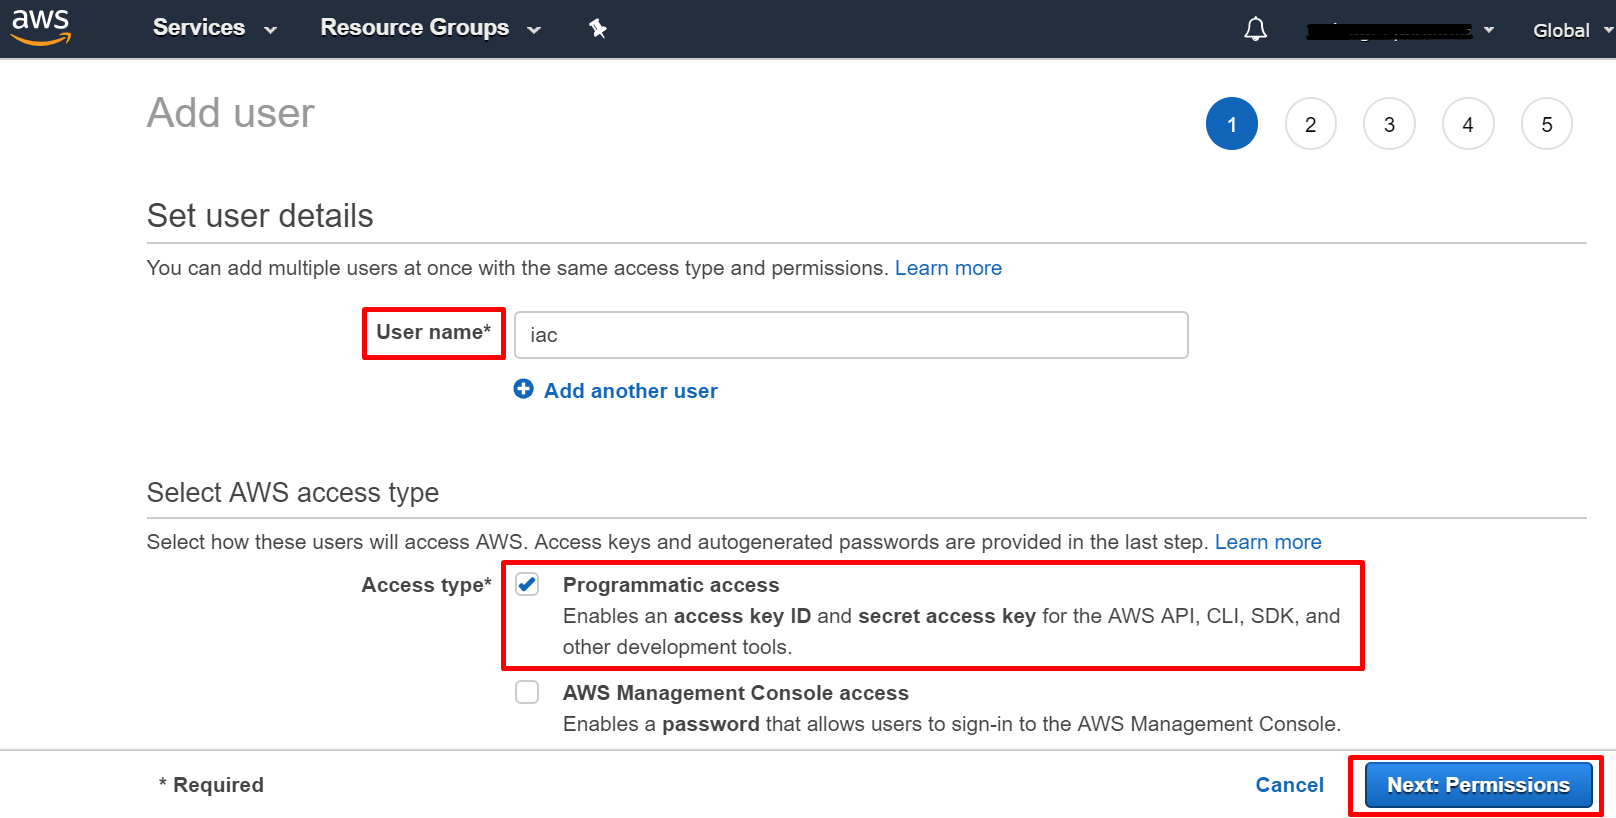 aws Services Resource Groups Global
Add user
1 2 3 4 5
Set user details
You can add multiple users at once with the same access type and permissions. Learn more
User name* iac
Add another user
Select AWS access type
Select how these users will access AWS. Access keys and autogenerated passwords are provided in the last step. Learn more
Access type* Programmatic access
Enables an access key ID and secret access key for the AWS API, CLI, SDK, and
other development tools.
AWS Management Console access
Enables a password that allows users to sign-in to the AWS Management Console.
* Required Cancel Next: Permissions